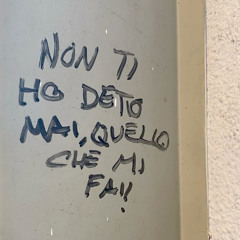 NON TI
HO DETTO
MAI, QUELLO
CHE MI
FAI!